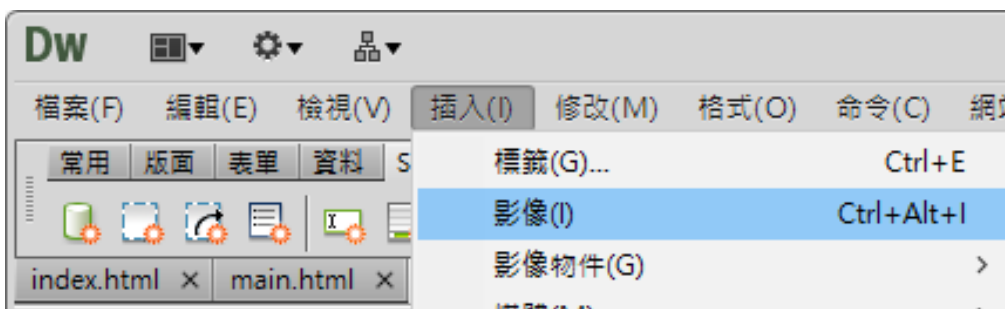 Dw
檔案(F) 編輯(E) 檢視(V) 插入(I) 修改(M) 格式(O) 命令(C)
常用 版面 表單 資料 S
標籤(G)... Ctrl+E
影像(I) Ctrl+Alt+I
影像物件(G) >
index.html × main.html ×